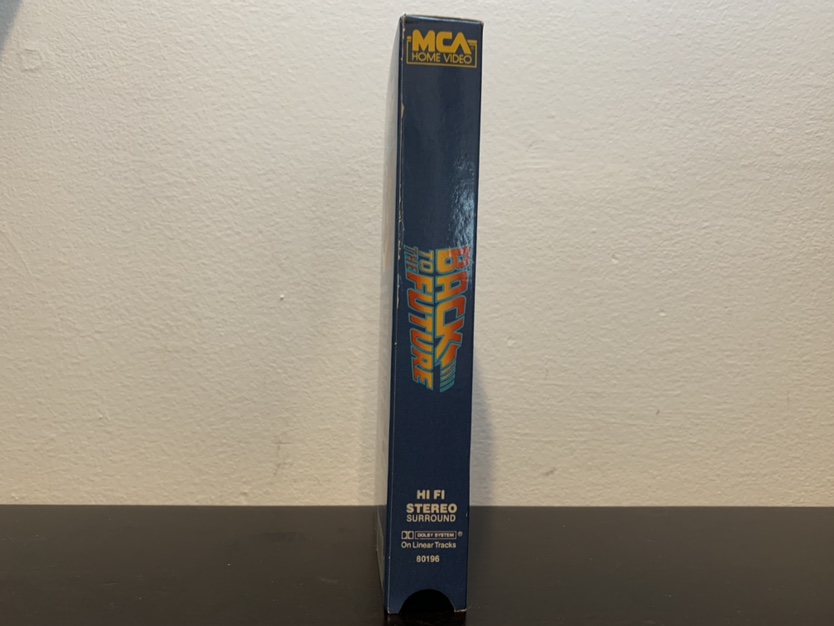 MCA
HOME VIDEO
BACK
TO THE FUTURE
HI FI
STEREO
SURROUND
DOLBY SYSTEM ®
On Linear Tracks
80196